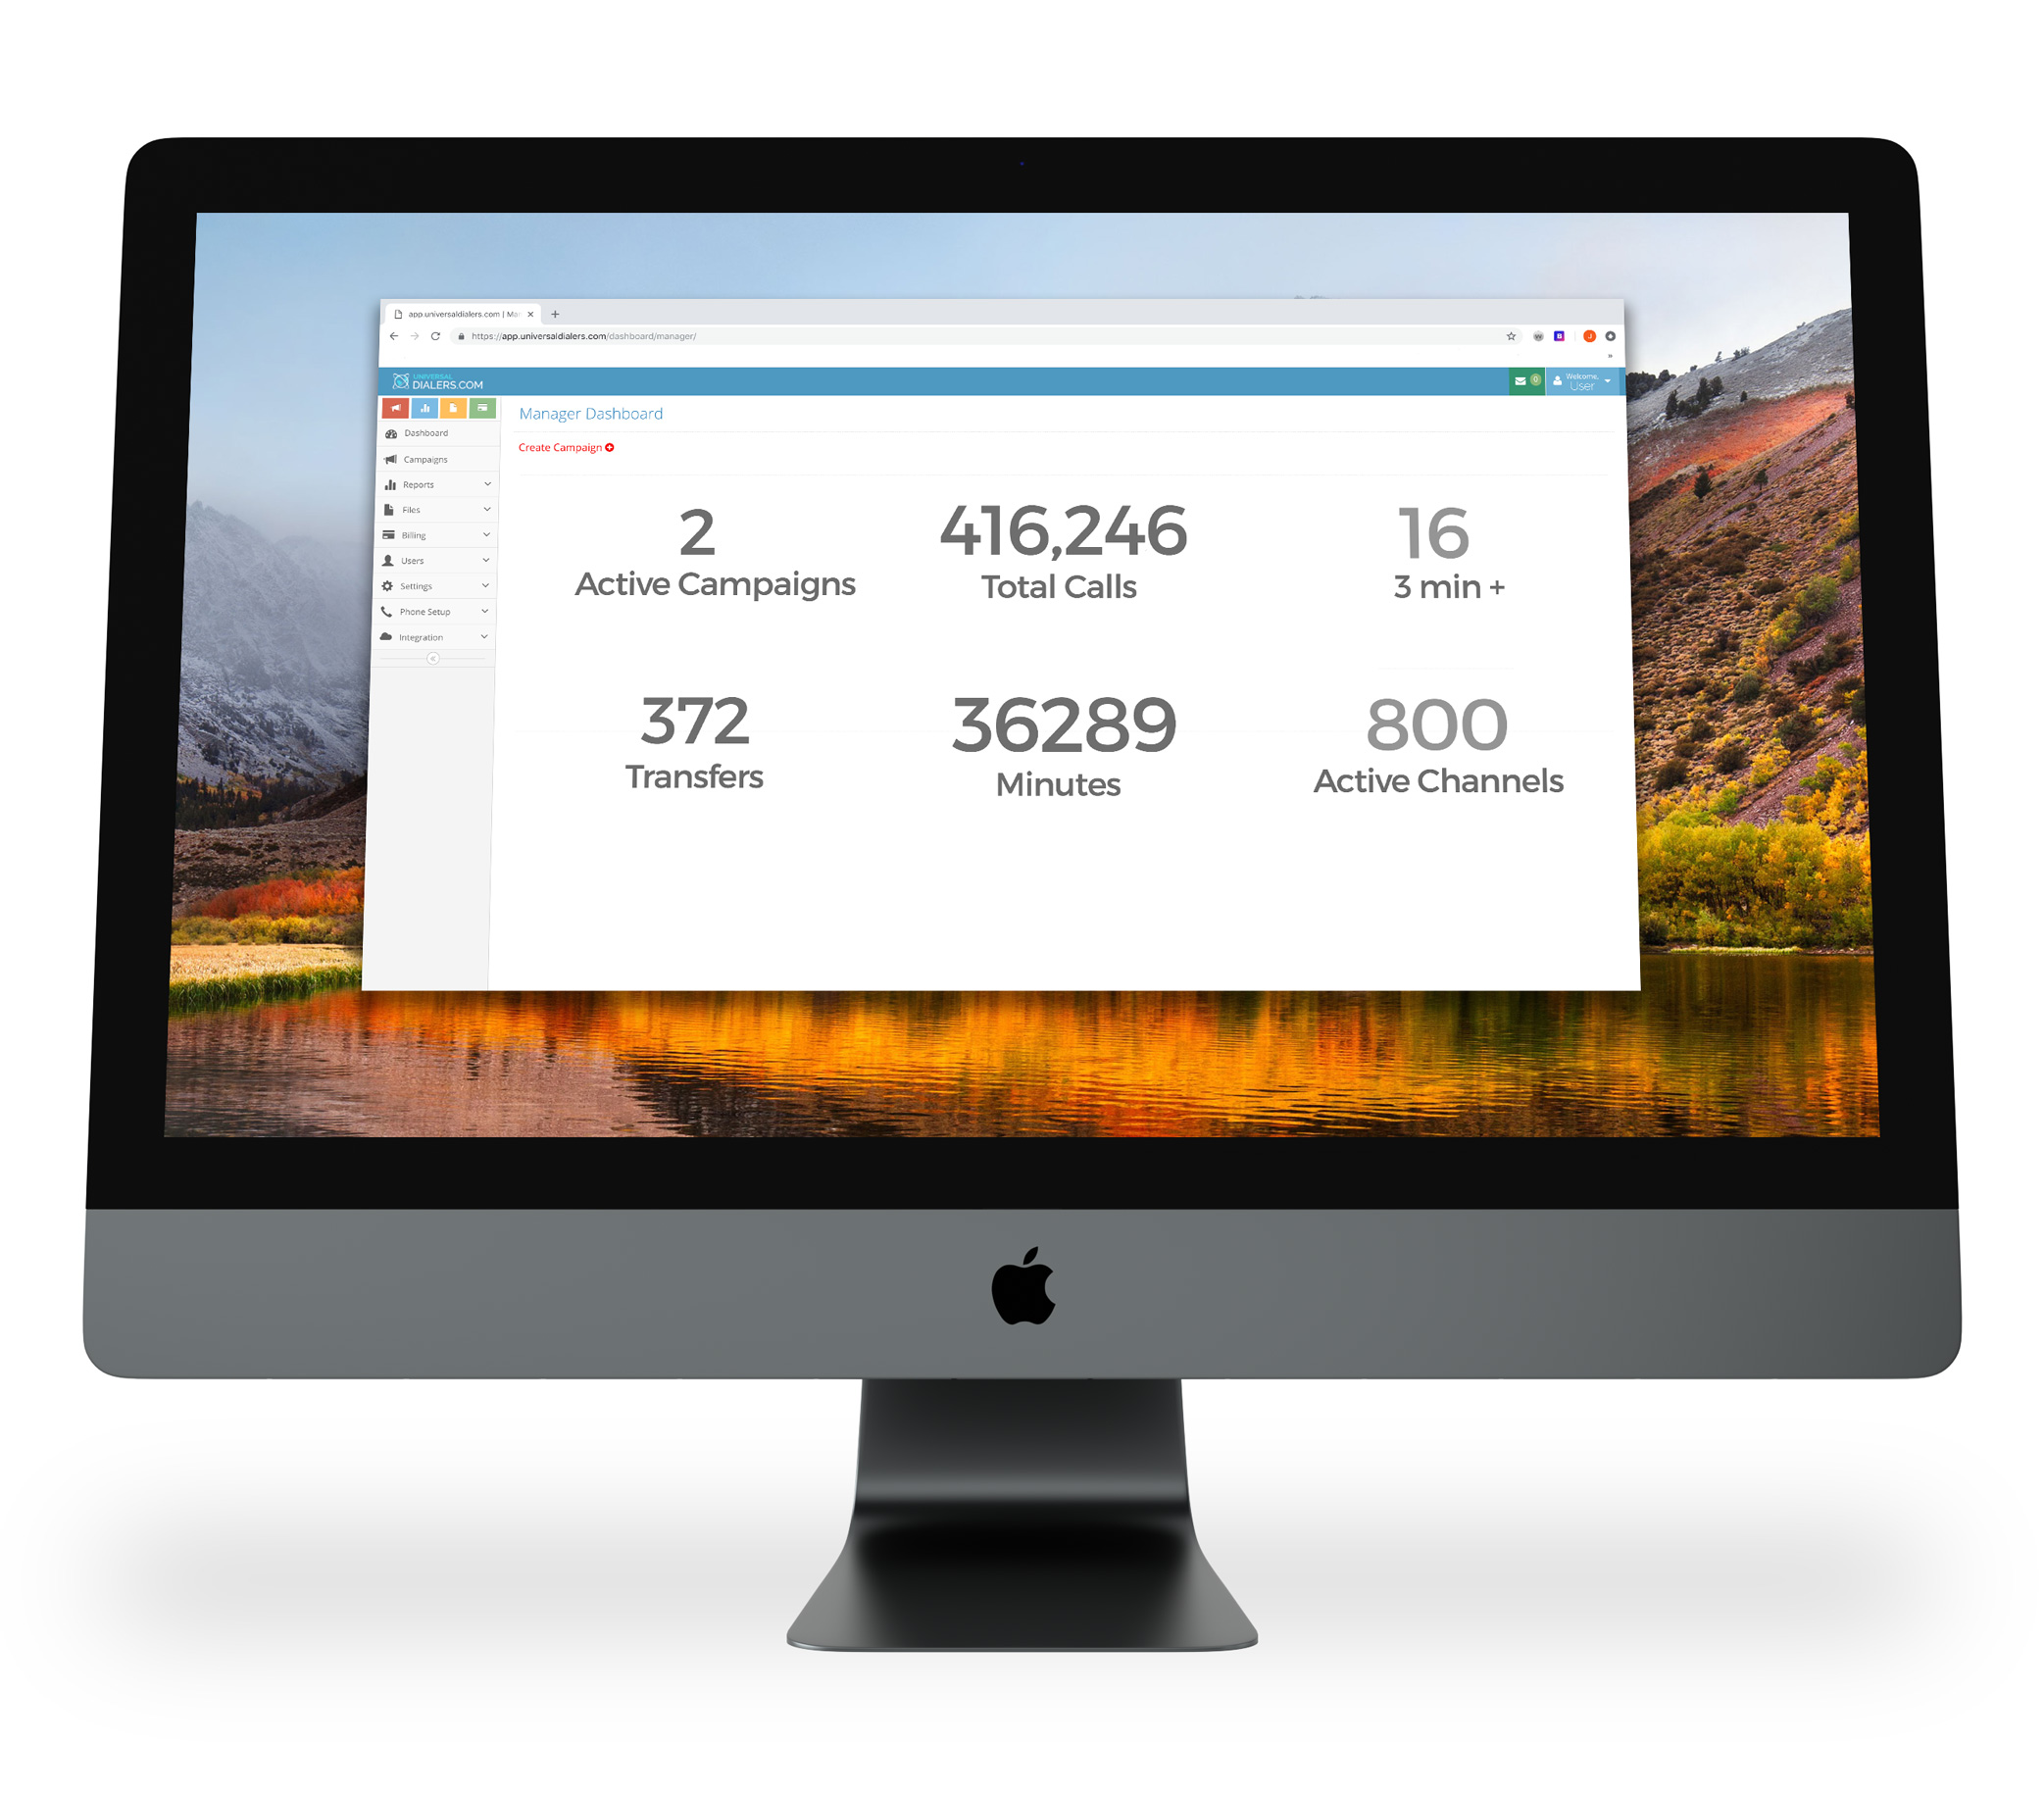 app.universaldialers.com | Ma
https://app.universaldialers.com/dashboard/manager/
UNIVERSAL
DIALERS.COM
0
Welcome,
User
Manager Dashboard
Create Campaign
Dashboard
Campaigns
Reports
Files
Billing
Users
Settings
Phone Setup
Integration
2
Active Campaigns
416,246
Total Calls
16
3 min +
372
Transfers
36289
Minutes
800
Active Channels